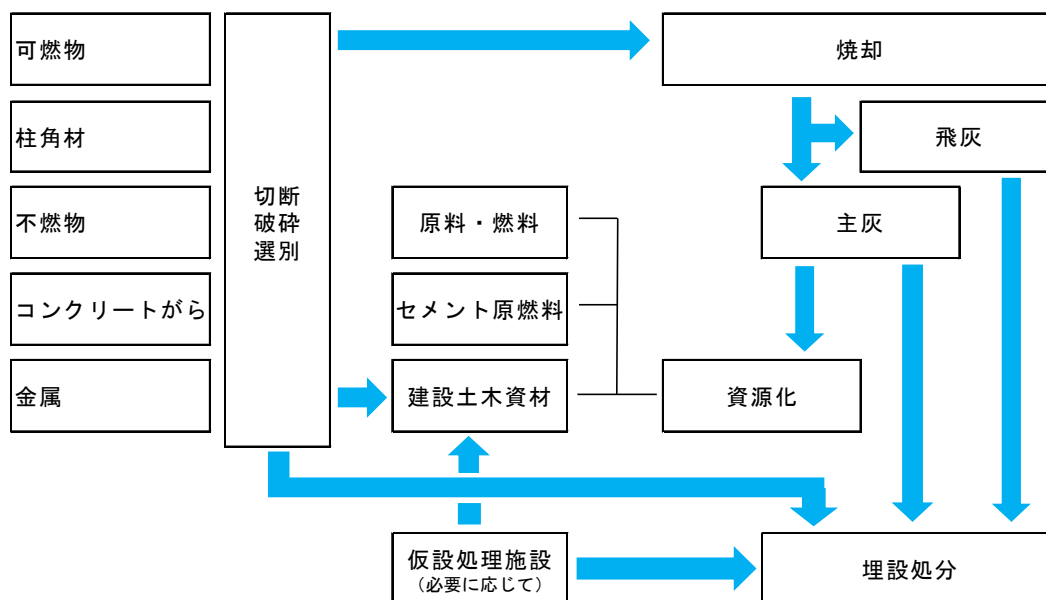 可燃物
柱角材
不燃物
コンクリートがら
金属
切断
破砕
選別
焼却
飛灰
主灰
原料・燃料
セメント原燃料
建設土木資材
資源化
仮設処理施設
(必要に応じて)
埋設処分